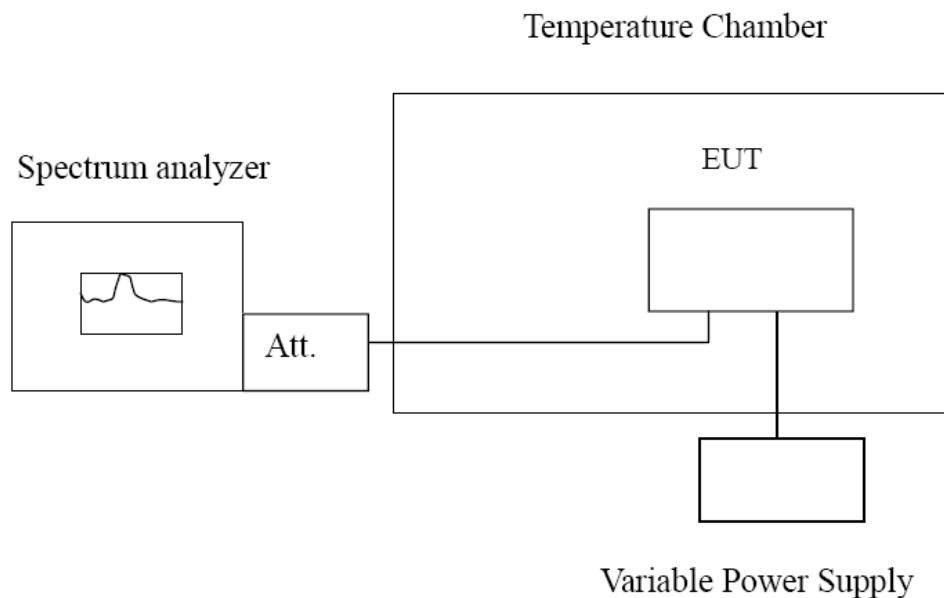 Temperature Chamber
Spectrum analyzer
EUT
Att.
Variable Power Supply